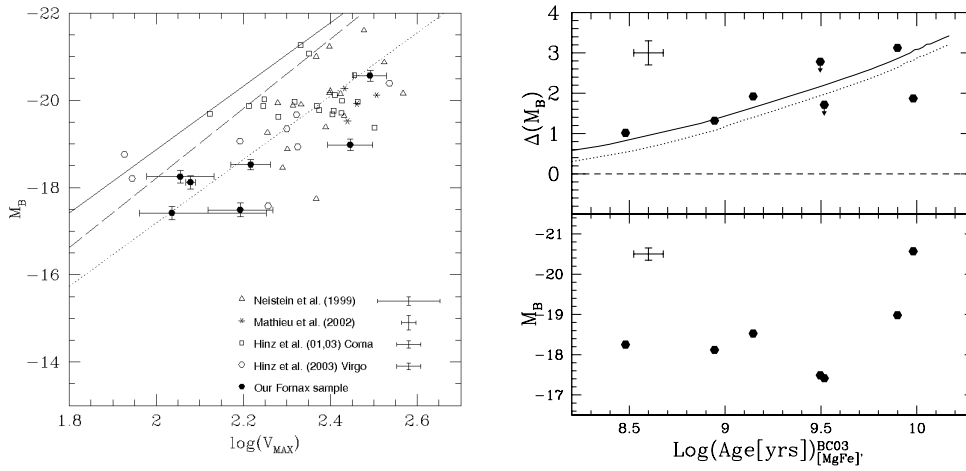 -22
-20
-18
-16
-14
M_B
1.8
2
2.2
2.4
2.6
log(V_MAX)
Neistein et al. (1999)
Mathieu et al. (2002)
Hinz et al. (01,03) Coma
Hinz et al. (2003) Virgo
Our Fornax sample
4
3
2
1
0
Δ(M_B)
-21
-20
-19
-18
-17
M_B
8.5
9
9.5
10
Log(Age[yrs])^BC03_[MgFe]'